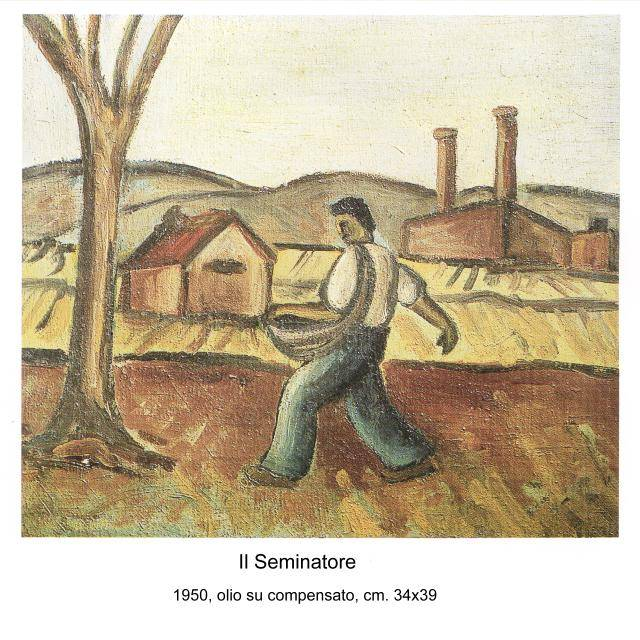 Il Seminatore
1950, olio su compensato, cm. 34x39